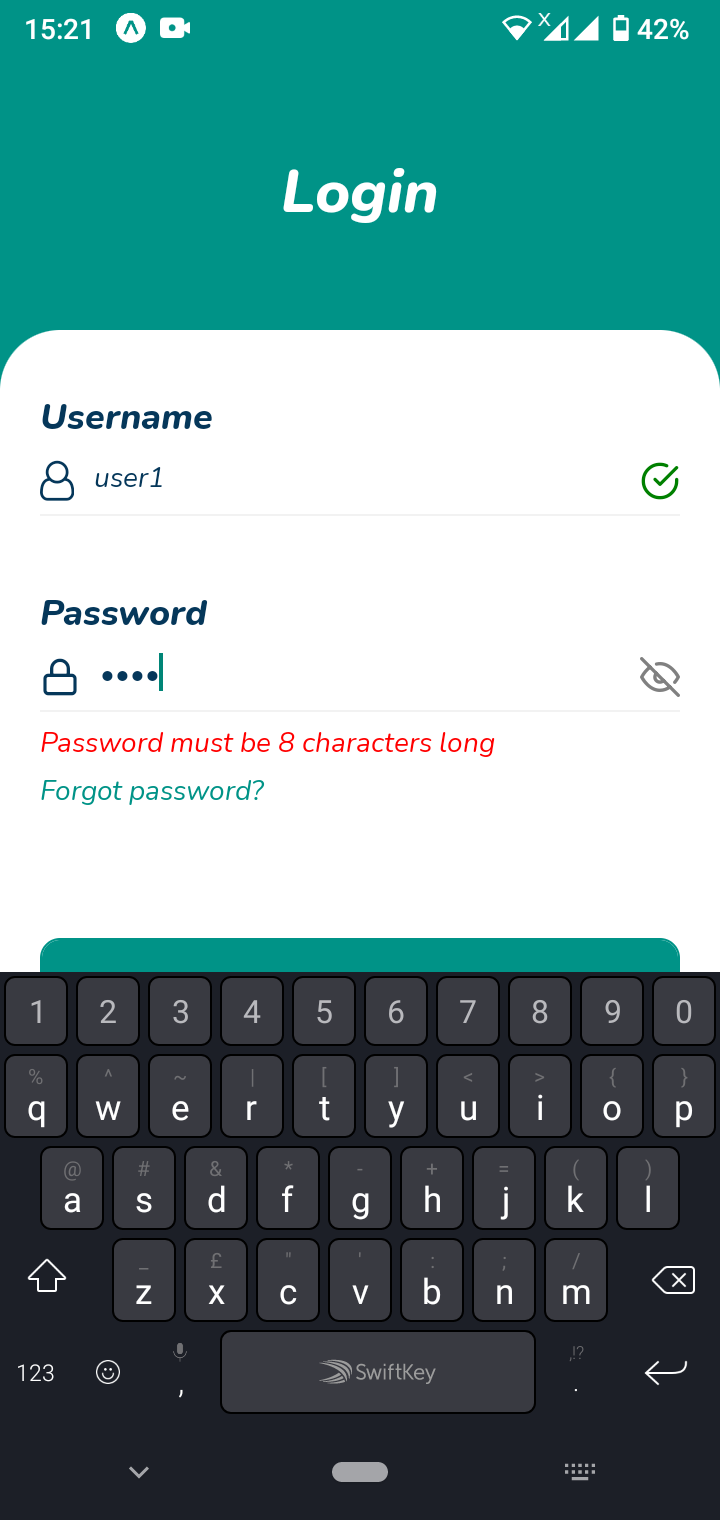 15:21 X 42%
Login
Username
user1
Password
••••
Password must be 8 characters long
Forgot password?
1 2 3 4 5 6 7 8 9 0
% ^ ~ | [ ] < > { }
q w e r t y u i o p
@ # & * - + = ( )
a s d f g h j k l
_ £ " ' : ; /
z x c v b n m
123 , SwiftKey ,!? .